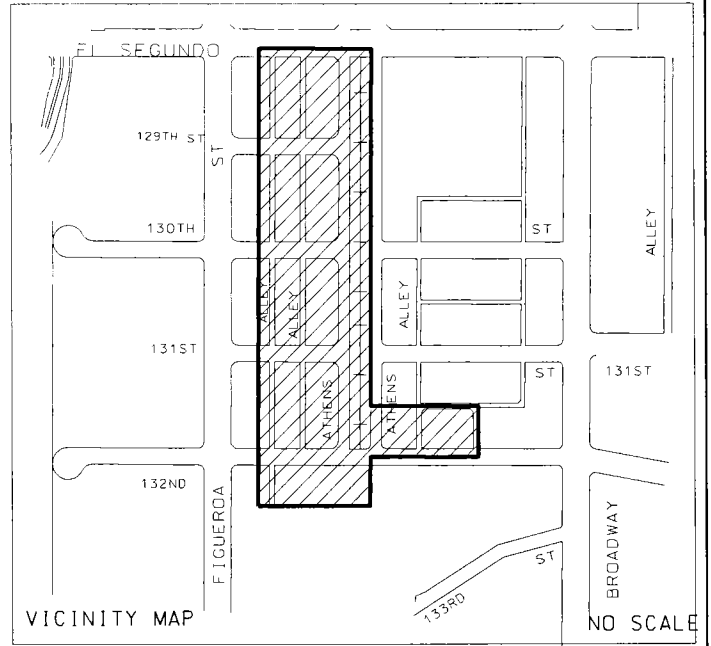 EL SEGUNDO
129TH ST
ST
130TH
ST
ALLEY
ALLEY
ALLEY
ALLEY
131ST
ST
131ST
ATHENS
ATHENS
132ND
FIGUEROA
BROADWAY
ST
133RD
VICINITY MAP
NO SCALE